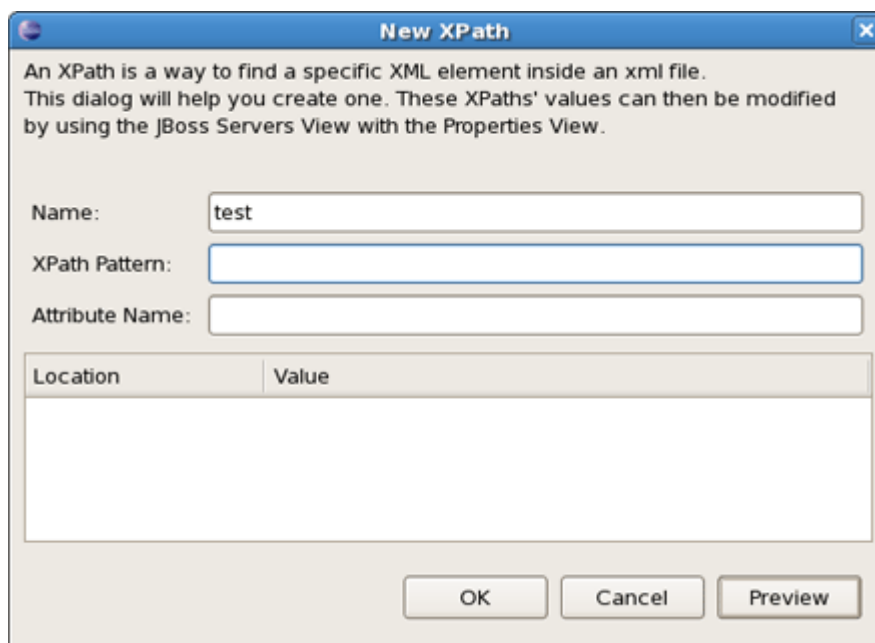 New XPath
An XPath is a way to find a specific XML element inside an xml file.
This dialog will help you create one. These XPaths' values can then be modified
by using the JBoss Servers View with the Properties View.
Name: test
XPath Pattern:
Attribute Name:
Location Value
OK Cancel Preview